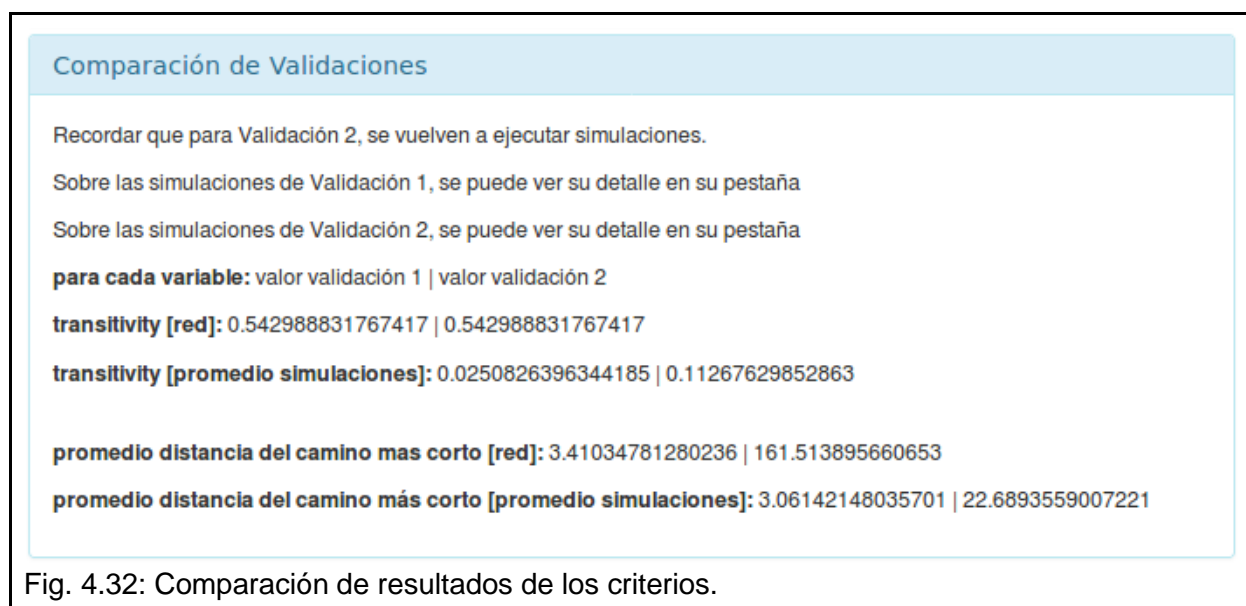 Comparación de Validaciones
Recordar que para Validación 2, se vuelven a ejecutar simulaciones.
Sobre las simulaciones de Validación 1, se puede ver su detalle en su pestaña
Sobre las simulaciones de Validación 2, se puede ver su detalle en su pestaña
para cada variable: valor validación 1 | valor validación 2
transitivity [red]: 0.542988831767417 | 0.542988831767417
transitivity [promedio simulaciones]: 0.0250826396344185 | 0.11267629852863
promedio distancia del camino mas corto [red]: 3.41034781280236 | 161.513895660653
promedio distancia del camino más corto [promedio simulaciones]: 3.06142148035701 | 22.6893559007221
Fig. 4.32: Comparación de resultados de los criterios.